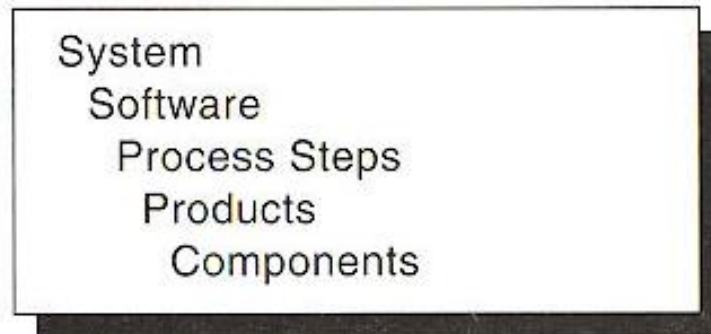 System
Software
Process Steps
Products
Components